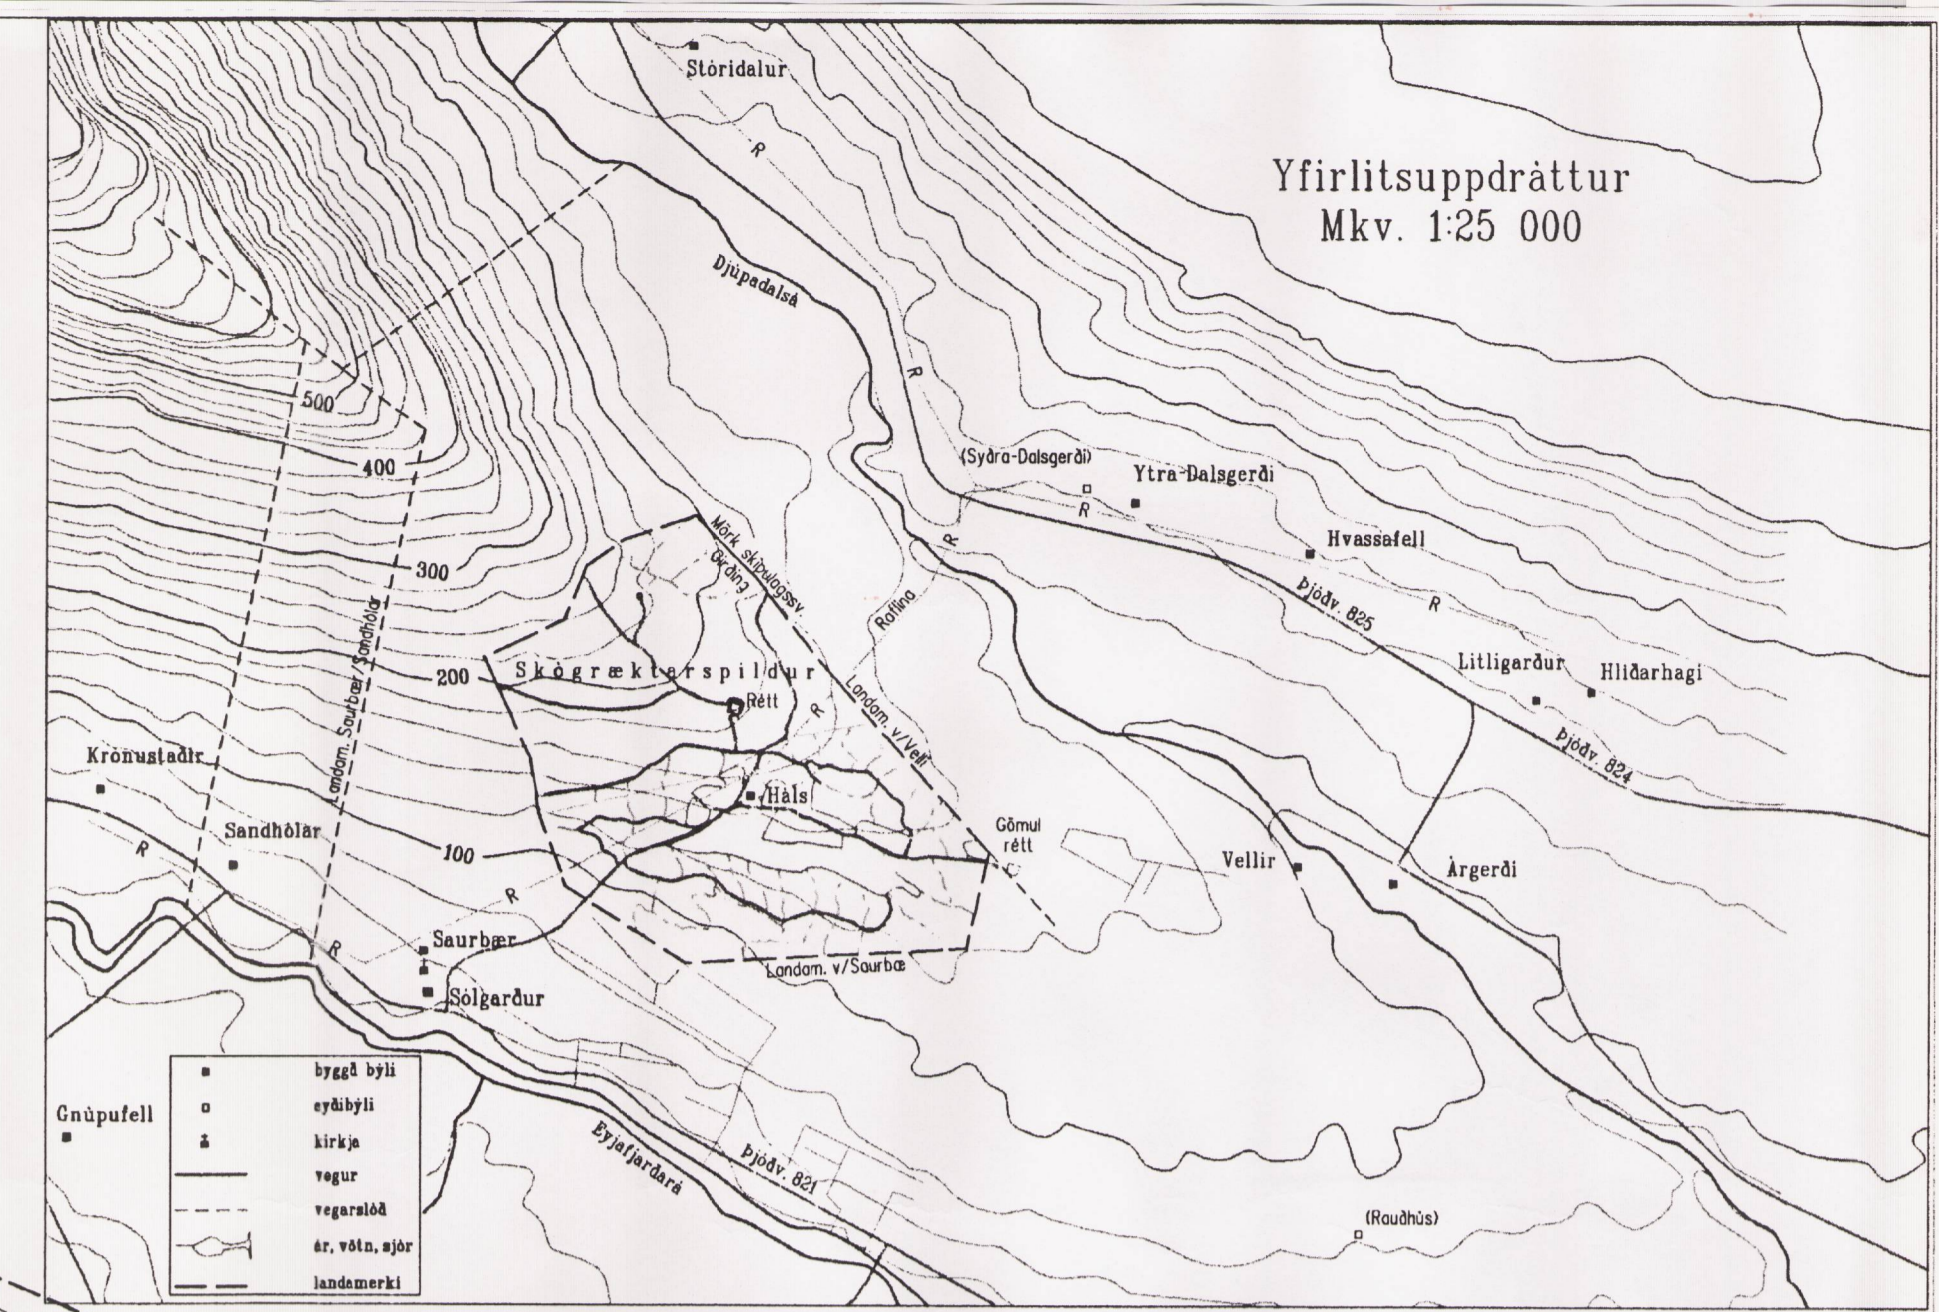 Stóridalur
R
Yfirlitsuppdráttur
Mkv. 1:25 000
Djúpadalsá
R
500
400
(Syðra-Dalsgerði)
Ytra-Dalsgerði
R
R
Hvassafell
Mörk skipulagssv.
Girðing
300
Raflína
Þjóðv. 825
R
Landam. Saurbær/Sandhólar
200
Skógræktarspildur
Litligarður
Hlíðarhagi
Rétt
R
Landam. v/Velli
Þjóðv. 824
Krónustaðir
Háls
Sandhólar
R
100
Gömul
rétt
Vellir
Árgerði
R
Saurbær
R
Landam. v/Saurbæ
Sólgarður
byggð býli
eyðibýli
kirkja
vegur
vegarslóð
ár, vötn, sjór
landamerki
Gnúpufell
Eyjafjarðará
Þjóðv. 821
(Rauðhús)